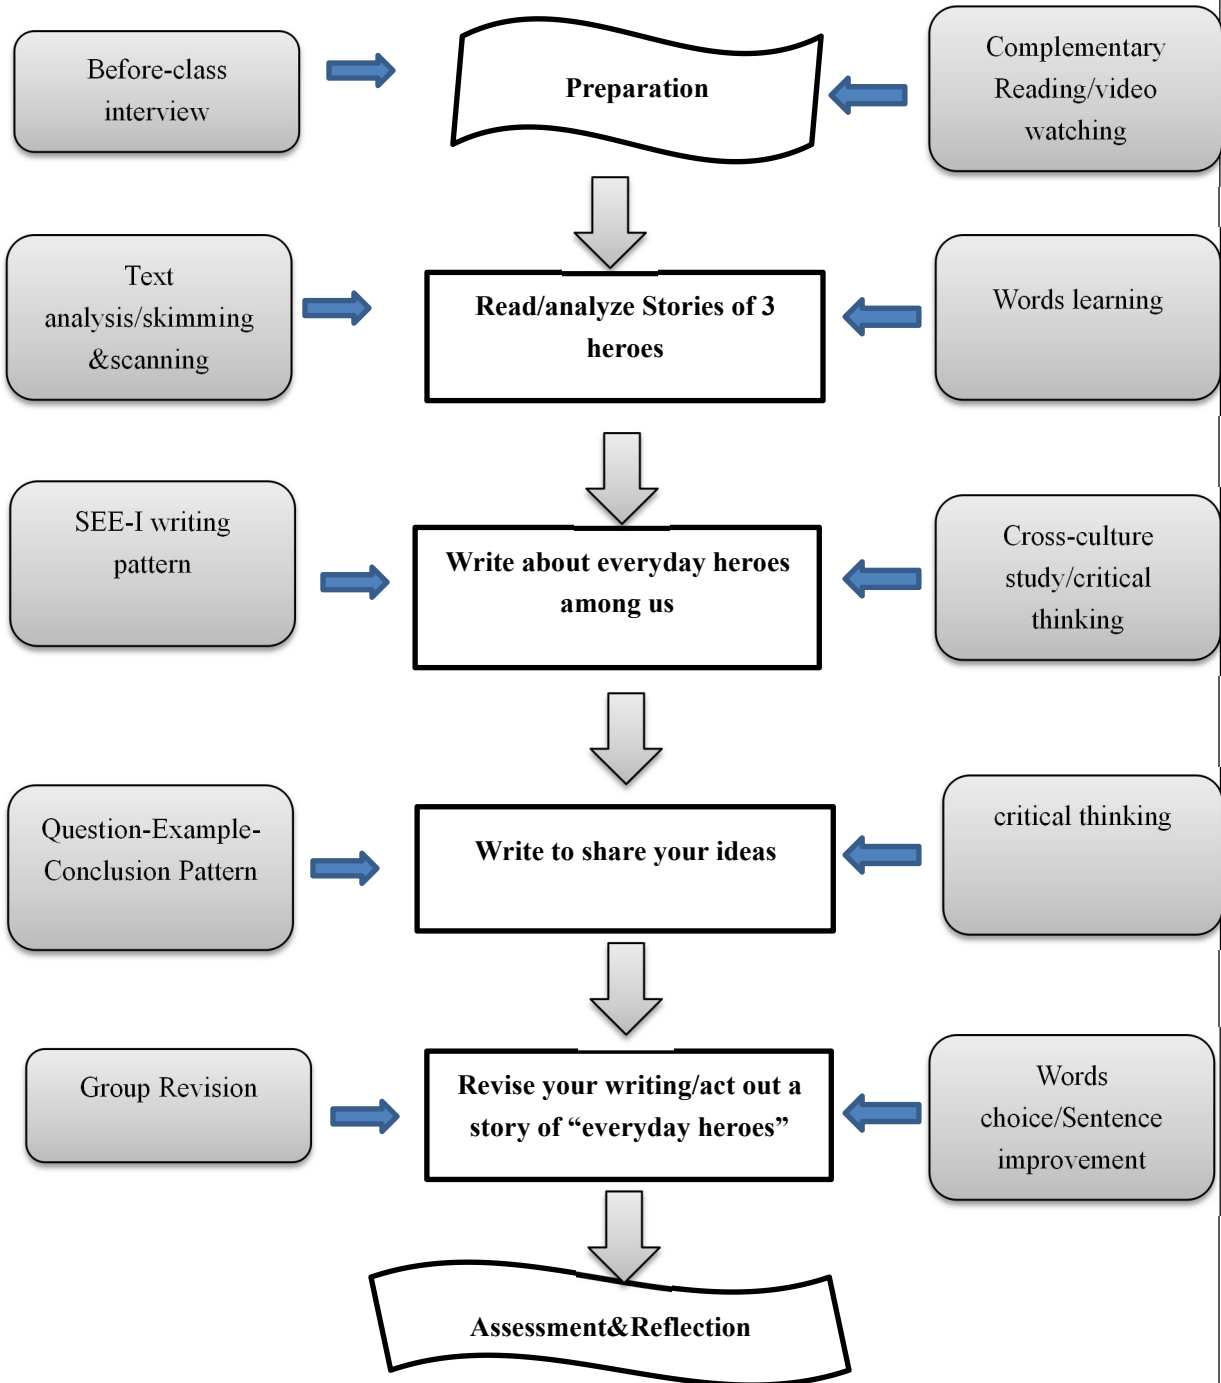 Before-class
interview
Preparation
Complementary
Reading/video
watching
Text
analysis/skimming
&scanning
Read/analyze Stories of 3
heroes
Words learning
SEE-I writing
pattern
Write about everyday heroes
among us
Cross-culture
study/critical
thinking
Question-Example-
Conclusion Pattern
Write to share your ideas
critical thinking
Group Revision
Revise your writing/act out a
story of “everyday heroes”
Words
choice/Sentence
improvement
Assessment&Reflection